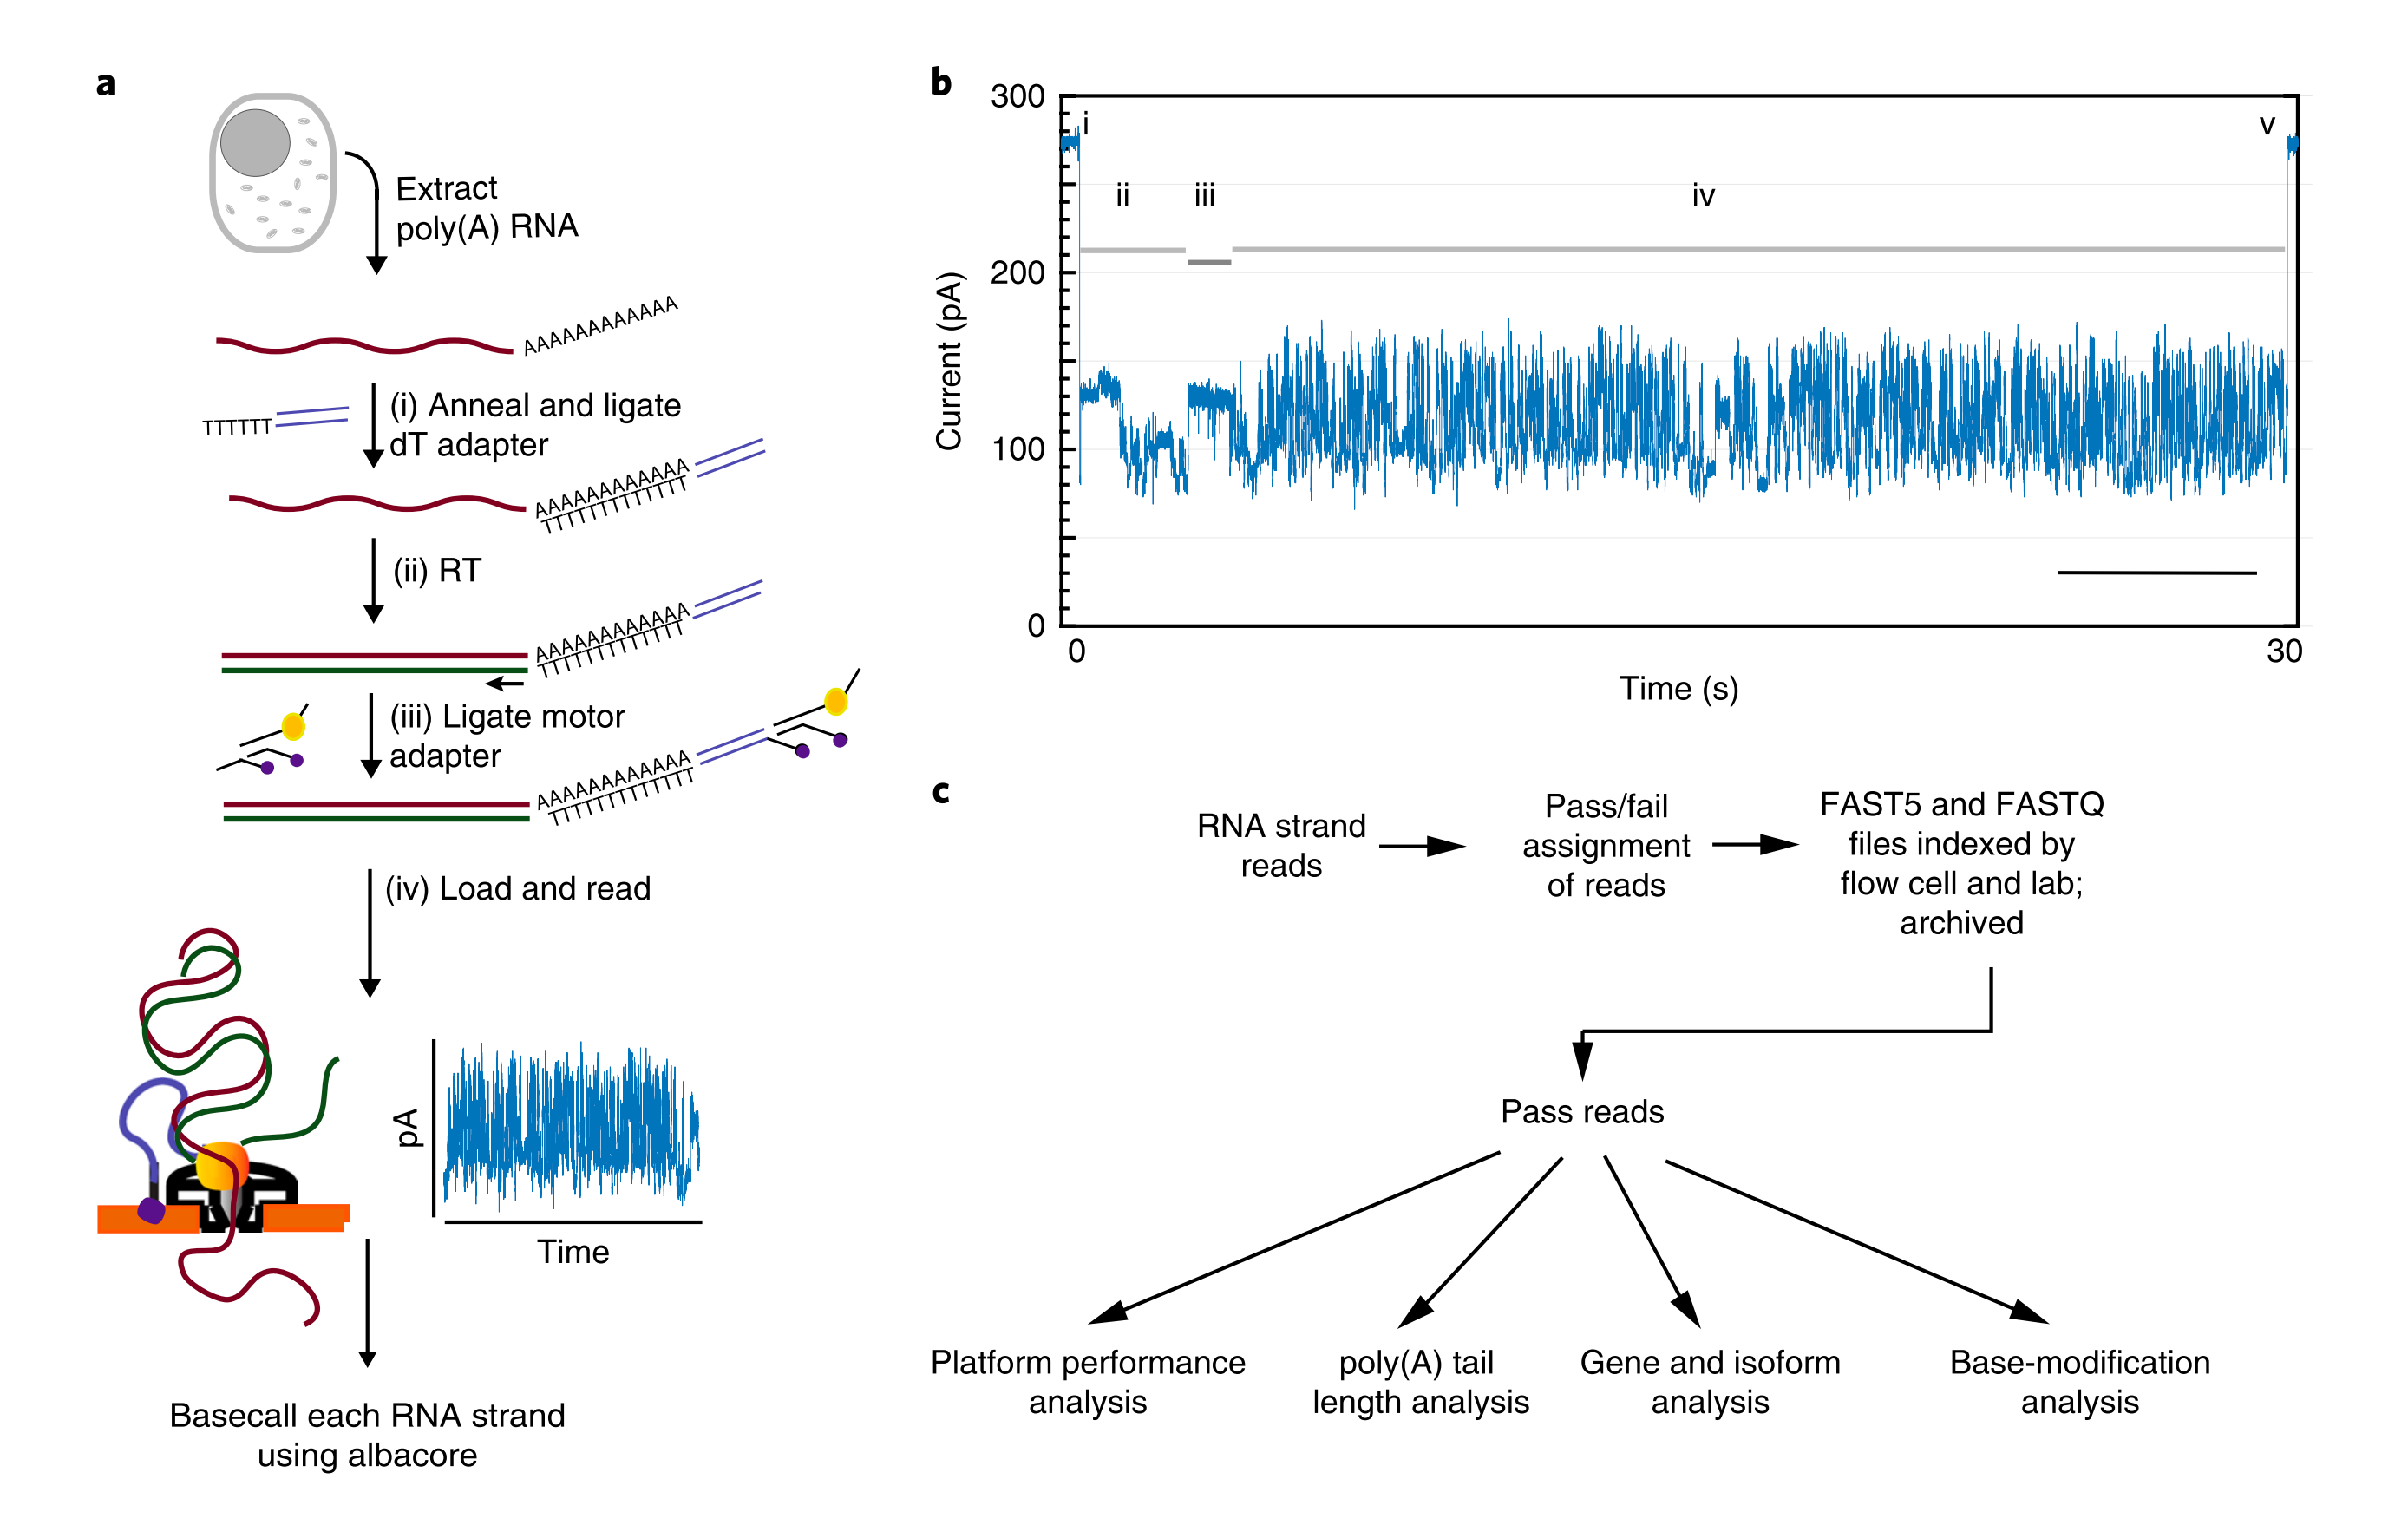 a
Extract
poly(A) RNA
AAAAAAAAAAAA
(i) Anneal and ligate
dT adapter
TTTTTT
AAAAAAAAAAAA
TTTTTTTTTTT
(ii) RT
AAAAAAAAAAAA
TTTTTTTTTTT
(iii) Ligate motor
adapter
AAAAAAAAAAAA
TTTTTTTTTTT
(iv) Load and read
pA
Time
Basecall each RNA strand
using albacore
b
300
200
100
0
Current (pA)
i
ii
iii
iv
v
0
30
Time (s)
c
RNA strand
reads
Pass/fail
assignment
of reads
FAST5 and FASTQ
files indexed by
flow cell and lab;
archived
Pass reads
Platform performance
analysis
poly(A) tail
length analysis
Gene and isoform
analysis
Base-modification
analysis